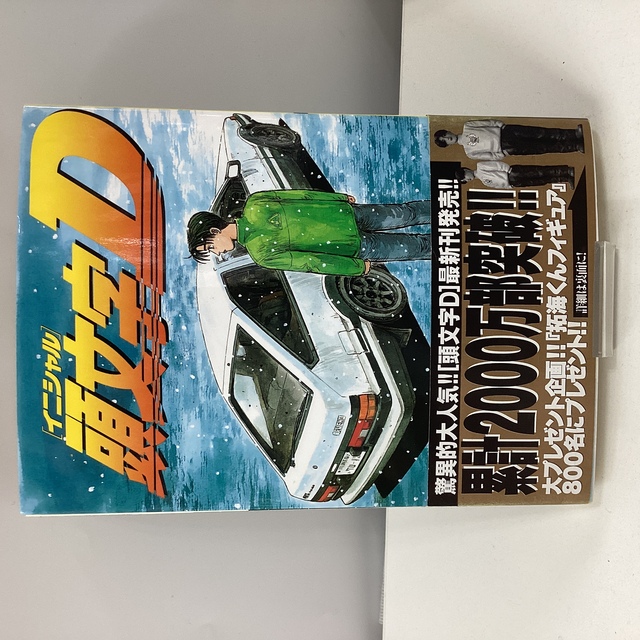 イニシャル
頭文字D
驚異的大人気!!【頭文字D】最新刊発売!!
累計2000万部突破!!
大プレゼント企画!!『拓海くんフィギュア』
800名にプレゼント!! 詳細は裏面に!